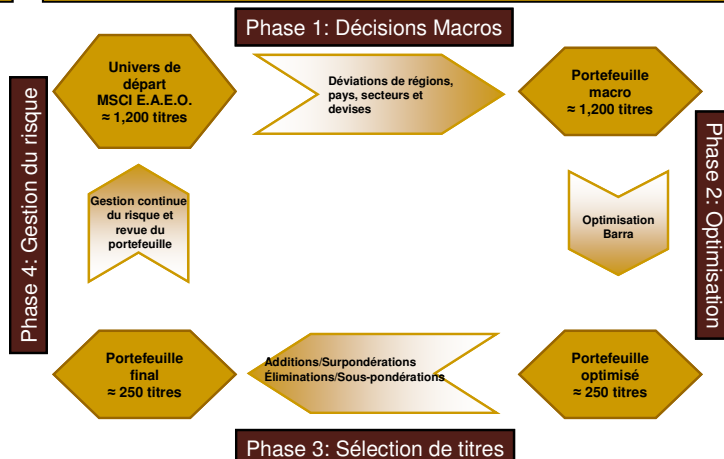 Phase 1: Décisions Macros
Univers de
départ
MSCI E.A.E.O.
≈ 1,200 titres
Déviations de régions,
pays, secteurs et
devises
Portefeuille
macro
≈ 1,200 titres
Phase 2: Optimisation
Optimisation
Barra
Portefeuille
optimisé
≈ 250 titres
Phase 3: Sélection de titres
Additions/Surpondérations
Éliminations/Sous-pondérations
Portefeuille
final
≈ 250 titres
Phase 4: Gestion du risque
Gestion continue
du risque et
revue du
portefeuille